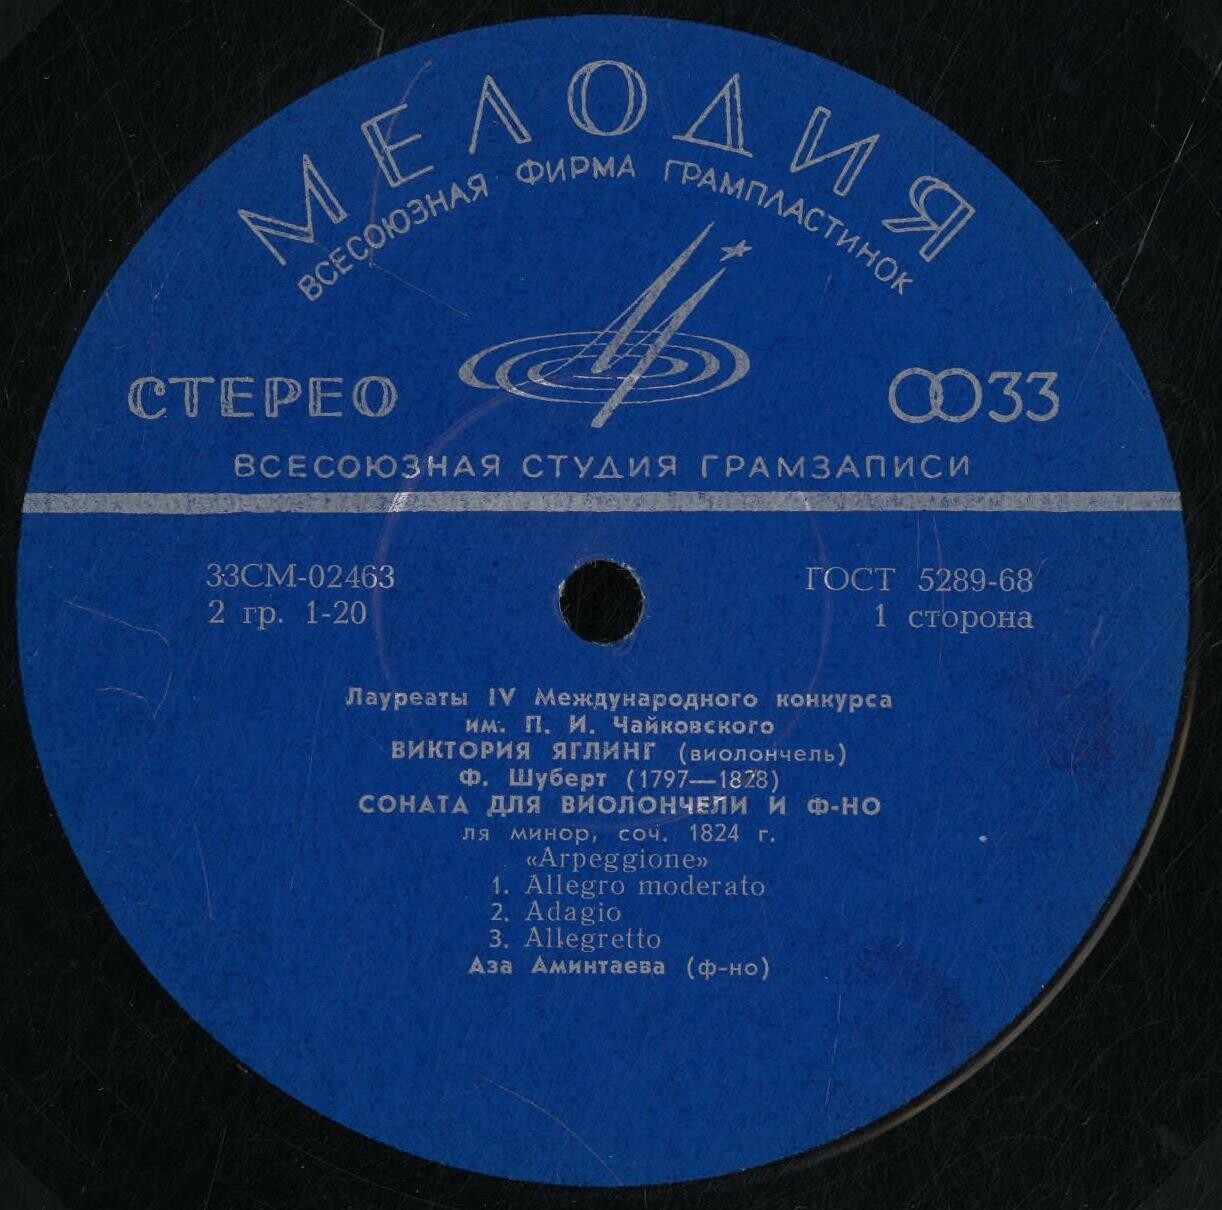 МЕЛОДИЯ
ВСЕСОЮЗНАЯ ФИРМА ГРАМПЛАСТИНОК
СТЕРЕО
33
ВСЕСОЮЗНАЯ СТУДИЯ ГРАМЗАПИСИ
33СМ-02463
ГОСТ 5289-68
2 гр. 1-20
1 сторона
Лауреаты IV Международного конкурса
им. П. И. Чайковского
ВИКТОРИЯ ЯГЛИНГ (виолончель)
Ф. Шуберт (1797—1828)
СОНАТА ДЛЯ ВИОЛОНЧЕЛИ И Ф-НО
ля минор, соч. 1824 г.
«Arpeggione»
1. Allegro moderato
2. Adagio
3. Allegretto
Аза Аминтаева (ф-но)